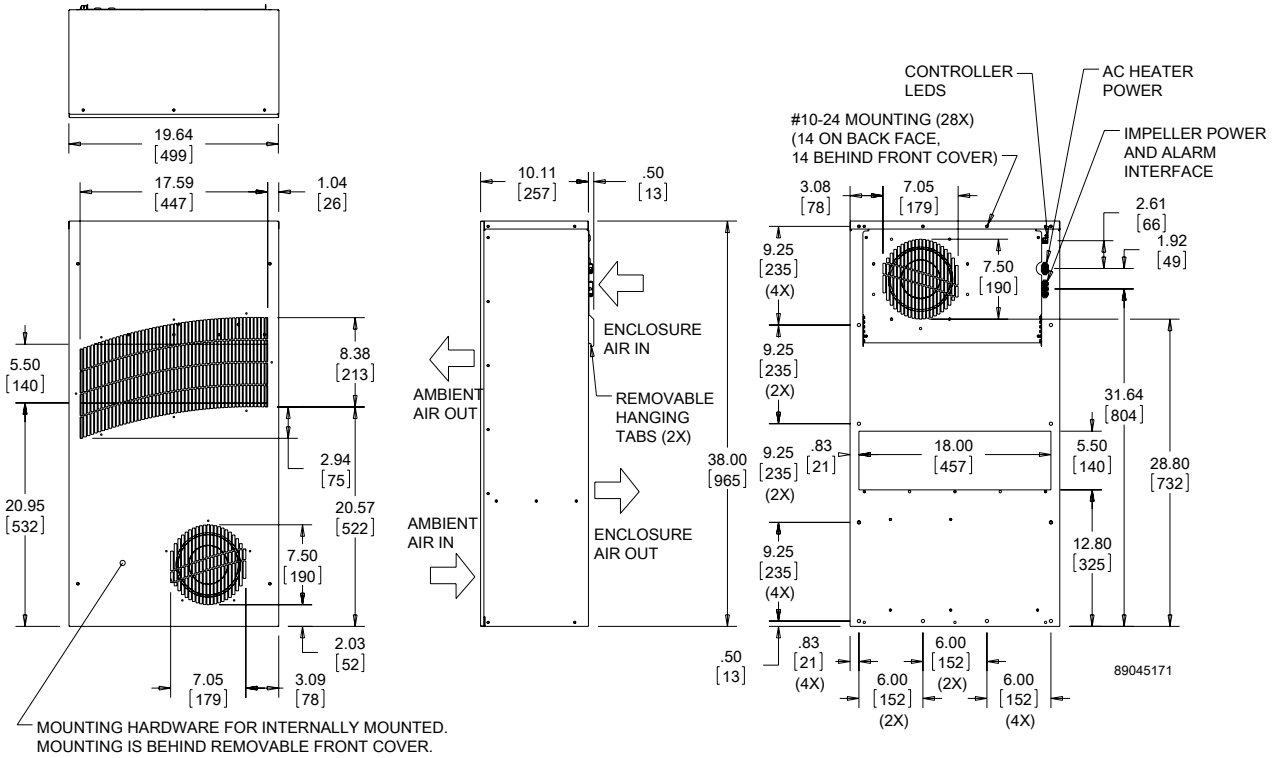 19.64
[499]
17.59
[447]
1.04
[26]
5.50
[140]
8.38
[213]
2.94
[75]
20.95
[532]
20.57
[522]
7.50
[190]
2.03
[52]
7.05
[179]
3.09
[78]
MOUNTING HARDWARE FOR INTERNALLY MOUNTED.
MOUNTING IS BEHIND REMOVABLE FRONT COVER.
10.11
[257]
.50
[13]
ENCLOSURE
AIR IN
AMBIENT
AIR OUT
REMOVABLE
HANGING
TABS (2X)
38.00
[965]
AMBIENT
AIR IN
ENCLOSURE
AIR OUT
CONTROLLER
LEDS
AC HEATER
POWER
#10-24 MOUNTING (28X)
(14 ON BACK FACE,
14 BEHIND FRONT COVER)
IMPELLER POWER
AND ALARM
INTERFACE
3.08
[78]
7.05
[179]
2.61
[66]
1.92
[49]
9.25
[235]
(4X)
7.50
[190]
9.25
[235]
(2X)
31.64
[804]
9.25
[235]
(2X)
.83
[21]
18.00
[457]
5.50
[140]
28.80
[732]
9.25
[235]
(4X)
12.80
[325]
.50
[13]
.83
[21]
(4X)
6.00
[152]
(2X)
6.00
[152]
(2X)
6.00
[152]
(4X)
89045171